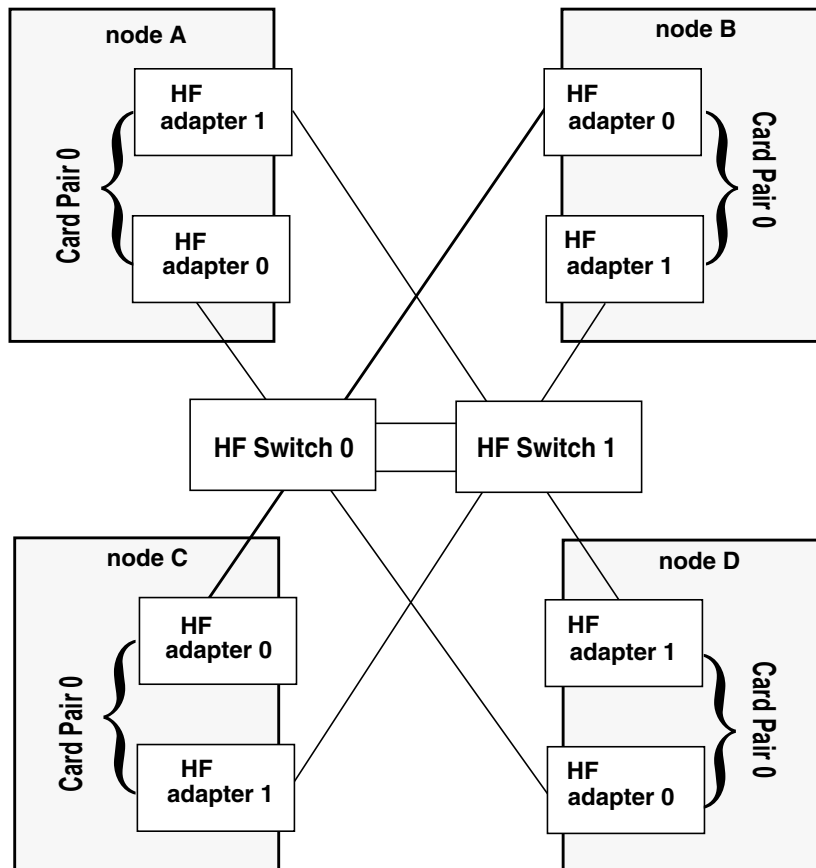 node A
HF
adapter 1
Card Pair 0
HF
adapter 0
node B
HF
adapter 0
Card Pair 0
HF
adapter 1
HF Switch 0
HF Switch 1
node C
HF
adapter 0
Card Pair 0
HF
adapter 1
node D
HF
adapter 1
Card Pair 0
HF
adapter 0